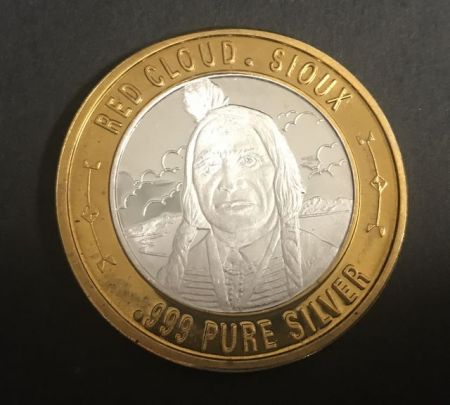 RED CLOUD. SIOUX
.999 PURE SILVER